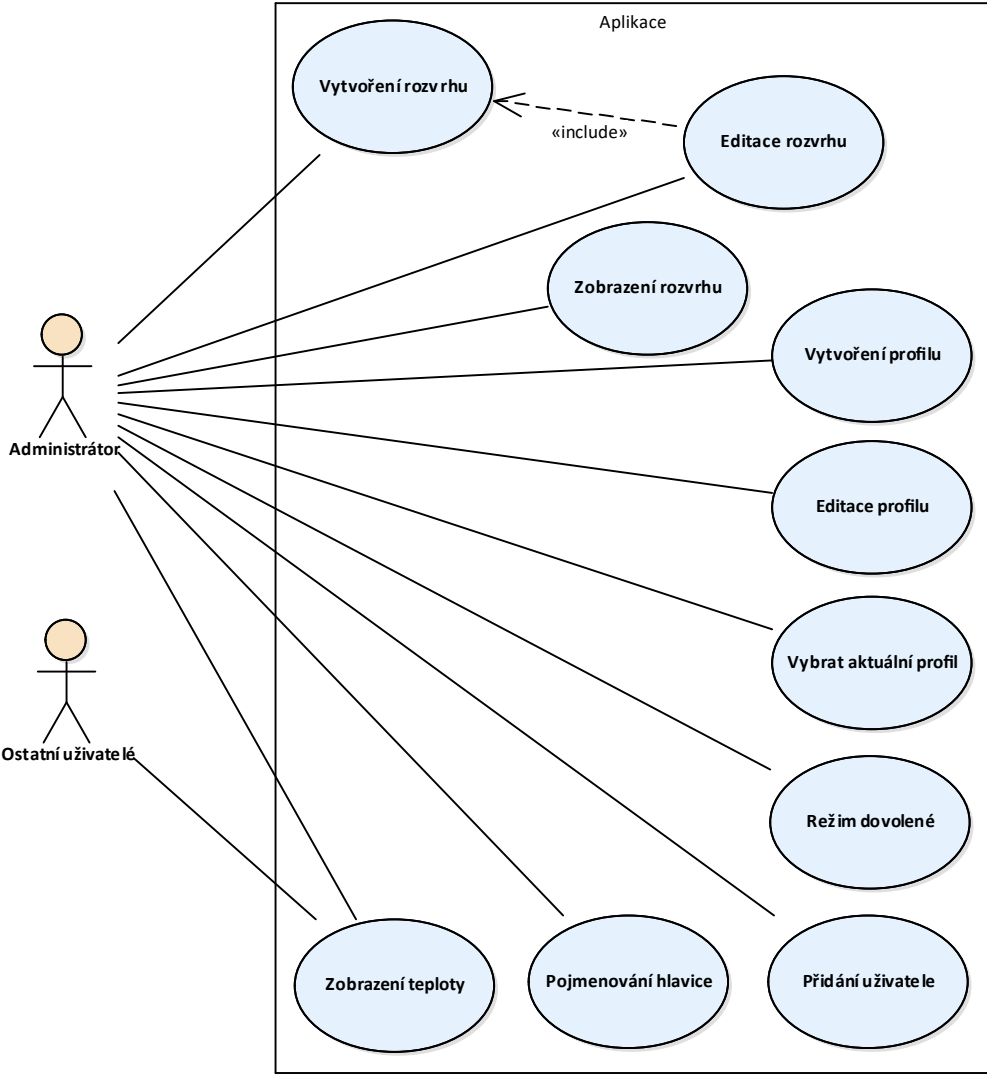 Aplikace
Vytvoření rozvrhu
«include»
Editace rozvrhu
Zobrazení rozvrhu
Vytvoření profilu
Administrátor
Editace profilu
Vybrat aktuální profil
Ostatní uživatelé
Režim dovolené
Zobrazení teploty
Pojmenování hlavice
Přidání uživatele